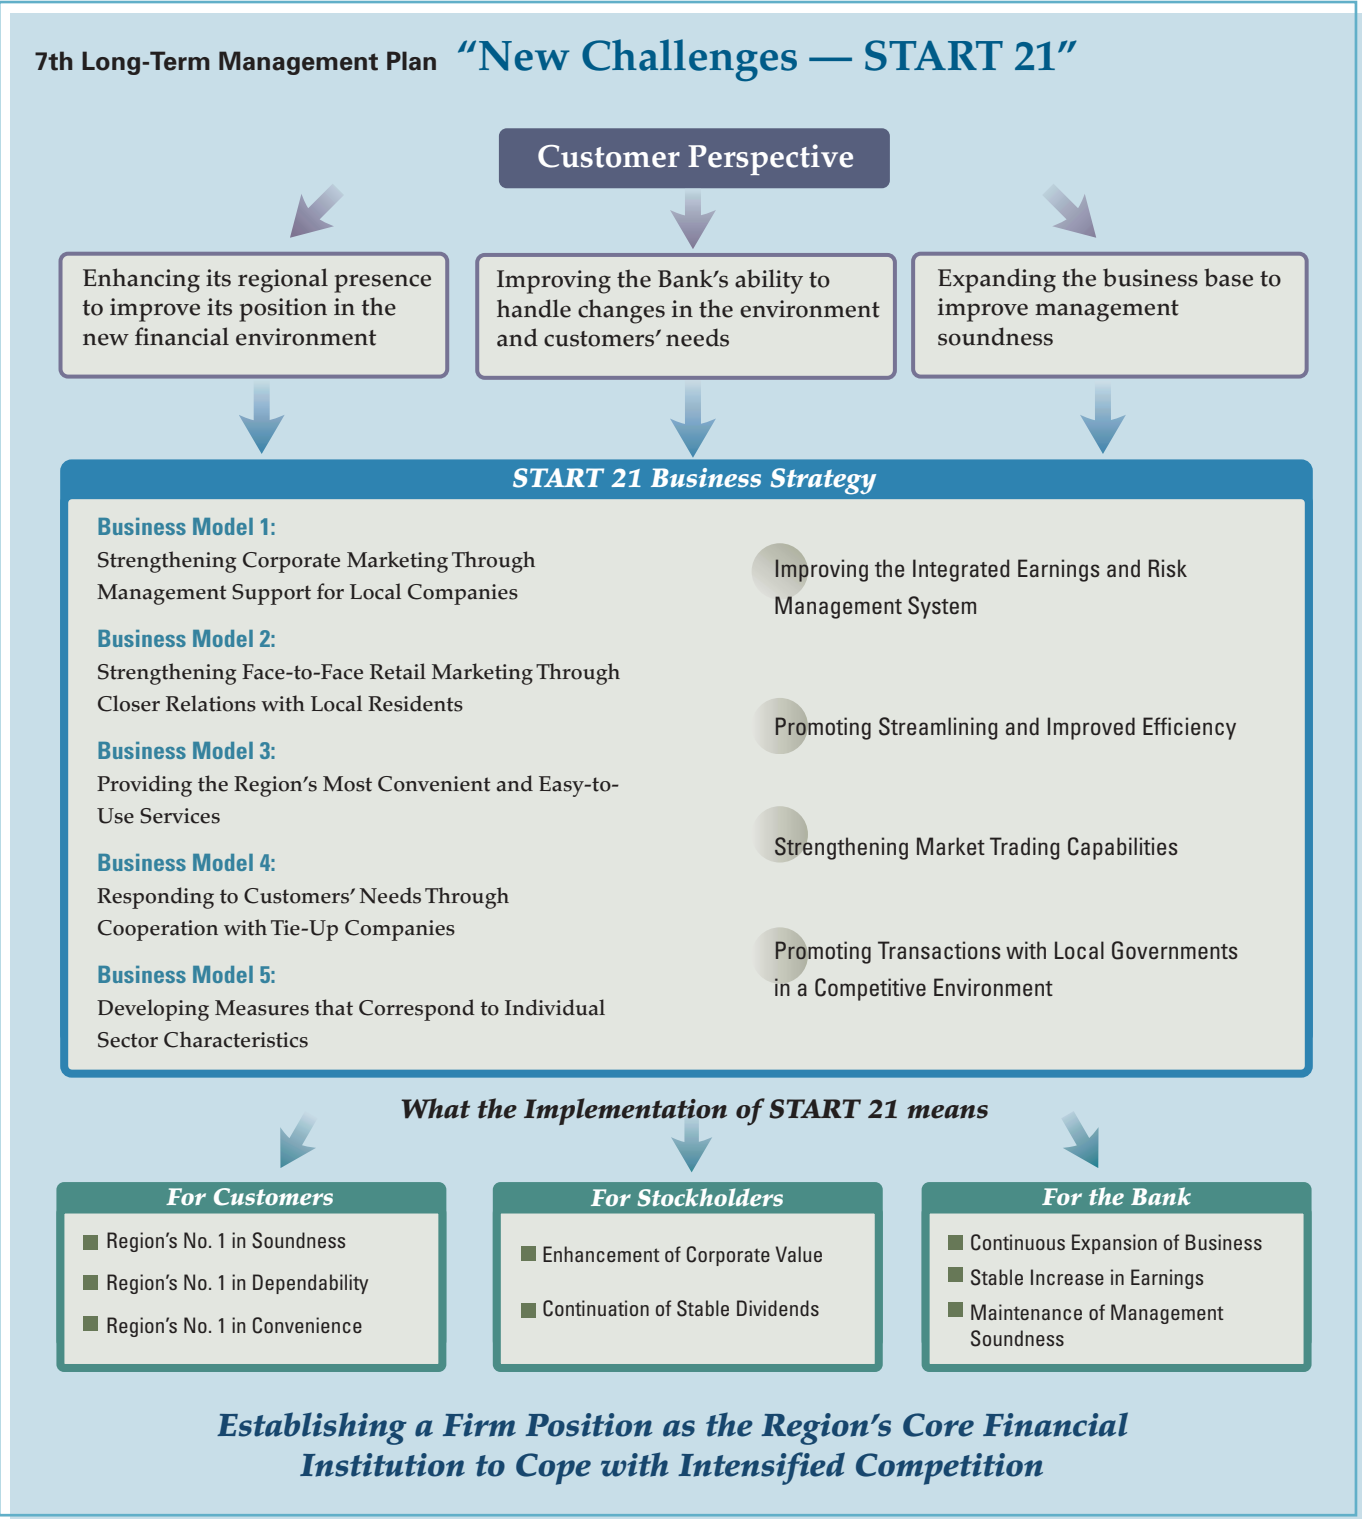 7th Long-Term Management Plan “New Challenges — START 21”
Customer Perspective
Enhancing its regional presence
to improve its position in the
new financial environment
Improving the Bank’s ability to
handle changes in the environment
and customers’ needs
Expanding the business base to
improve management
soundness
START 21 Business Strategy
Business Model 1:
Strengthening Corporate Marketing Through
Management Support for Local Companies
Business Model 2:
Strengthening Face-to-Face Retail Marketing Through
Closer Relations with Local Residents
Business Model 3:
Providing the Region’s Most Convenient and Easy-to-
Use Services
Business Model 4:
Responding to Customers’ Needs Through
Cooperation with Tie-Up Companies
Business Model 5:
Developing Measures that Correspond to Individual
Sector Characteristics
Improving the Integrated Earnings and Risk
Management System
Promoting Streamlining and Improved Efficiency
Strengthening Market Trading Capabilities
Promoting Transactions with Local Governments
in a Competitive Environment
What the Implementation of START 21 means
For Customers
Region’s No. 1 in Soundness
Region’s No. 1 in Dependability
Region’s No. 1 in Convenience
For Stockholders
Enhancement of Corporate Value
Continuation of Stable Dividends
For the Bank
Continuous Expansion of Business
Stable Increase in Earnings
Maintenance of Management
Soundness
Establishing a Firm Position as the Region’s Core Financial
Institution to Cope with Intensified Competition